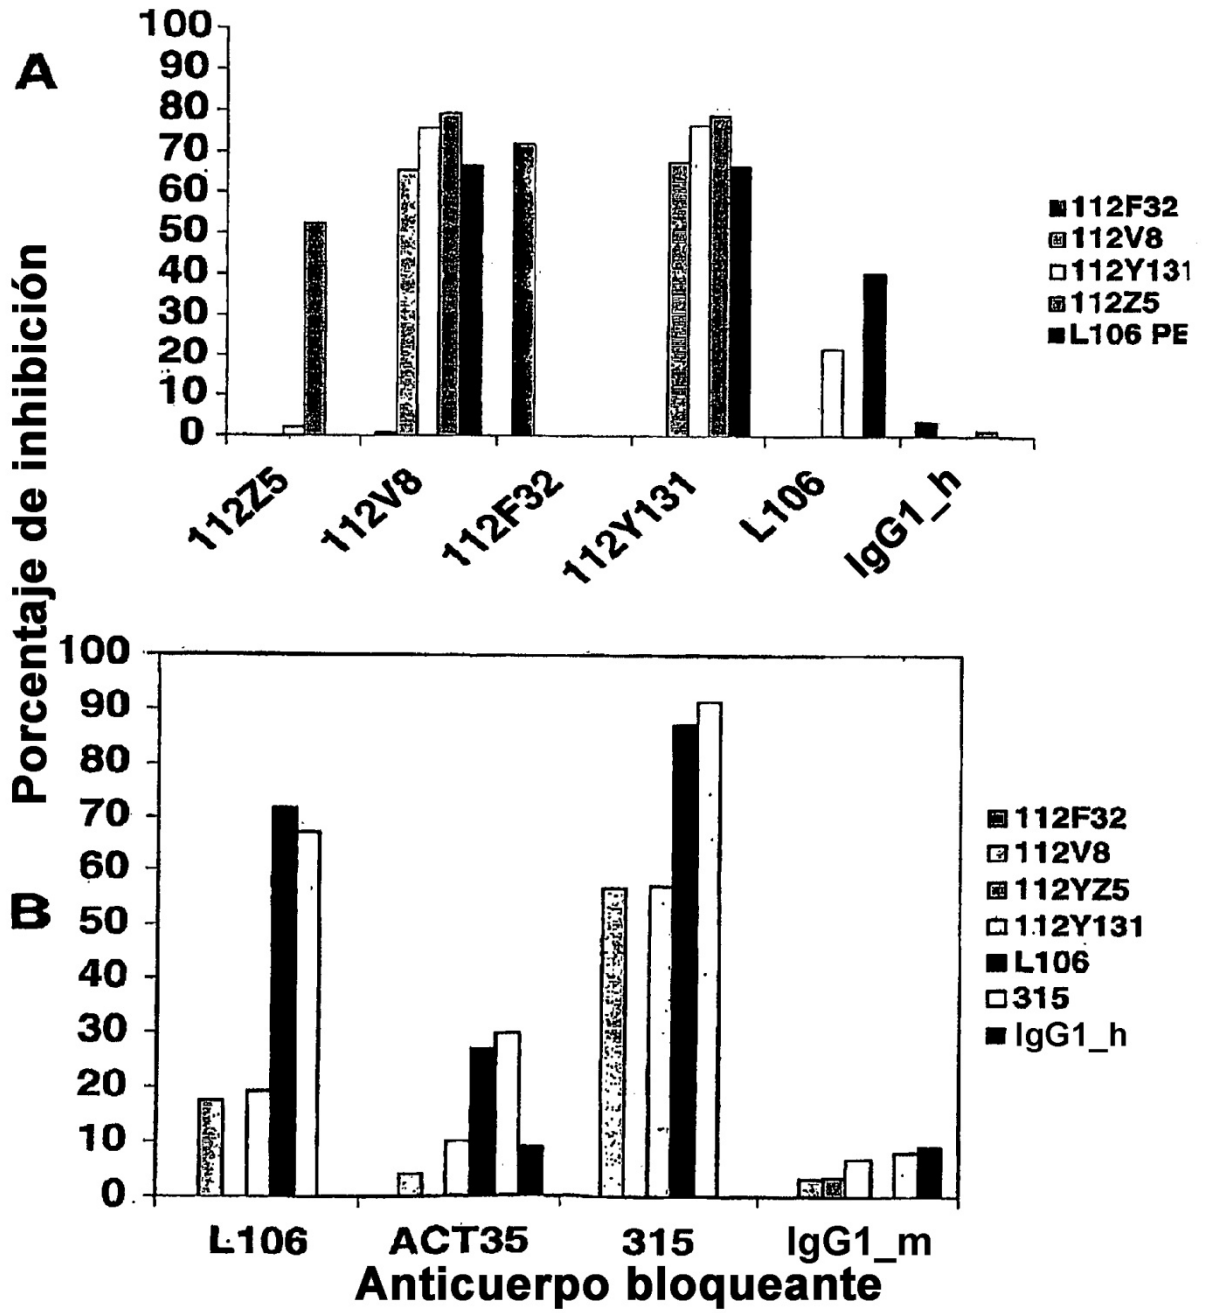 A
Porcentaje de inhibición
100
90
80
70
60
50
40
30
20
10
0
112Z5
112V8
112F32
112Y131
L106
IgG1_h
112F32
112V8
112Y131
112Z5
L106 PE
B
100
90
80
70
60
50
40
30
20
10
0
L106
ACT35
315
IgG1_m
112F32
112V8
112YZ5
112Y131
L106
315
IgG1_h
Anticuerpo bloqueante